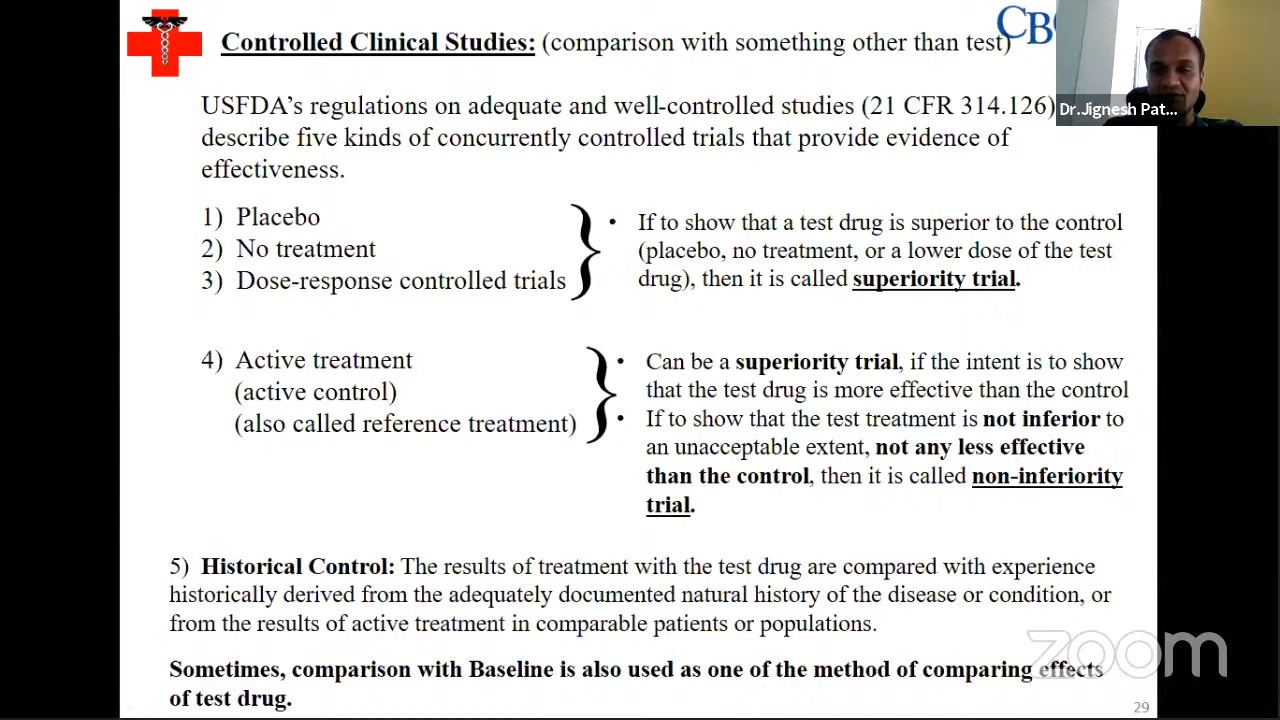 Controlled Clinical Studies: (comparison with something other than test)
CB
Dr.Jignesh Pat...
USFDA's regulations on adequate and well-controlled studies (21 CFR 314.126)
describe five kinds of concurrently controlled trials that provide evidence of
effectiveness.
1) Placebo
2) No treatment
3) Dose-response controlled trials
• If to show that a test drug is superior to the control
(placebo, no treatment, or a lower dose of the test
drug), then it is called superiority trial.
4) Active treatment
(active control)
(also called reference treatment)
• Can be a superiority trial, if the intent is to show
that the test drug is more effective than the control
• If to show that the test treatment is not inferior to
an unacceptable extent, not any less effective
than the control, then it is called non-inferiority
trial.
5) Historical Control: The results of treatment with the test drug are compared with experience
historically derived from the adequately documented natural history of the disease or condition, or
from the results of active treatment in comparable patients or populations.
Sometimes, comparison with Baseline is also used as one of the method of comparing effects
of test drug.
zoom
29